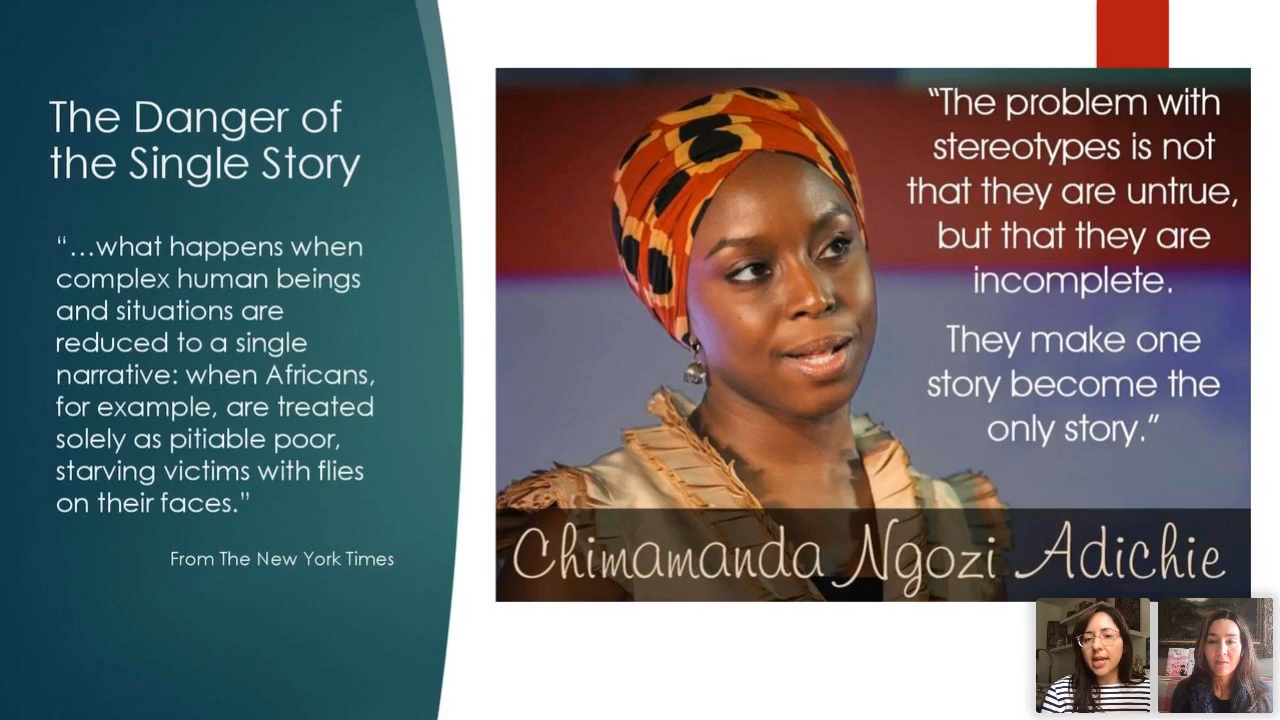 The Danger of
the Single Story
“…what happens when
complex human beings
and situations are
reduced to a single
narrative: when Africans,
for example, are treated
solely as pitiable poor,
starving victims with flies
on their faces.”
From The New York Times
“The problem with
stereotypes is not
that they are untrue,
but that they are
incomplete.
They make one
story become the
only story.”
Chimamanda Ngozi Adichie